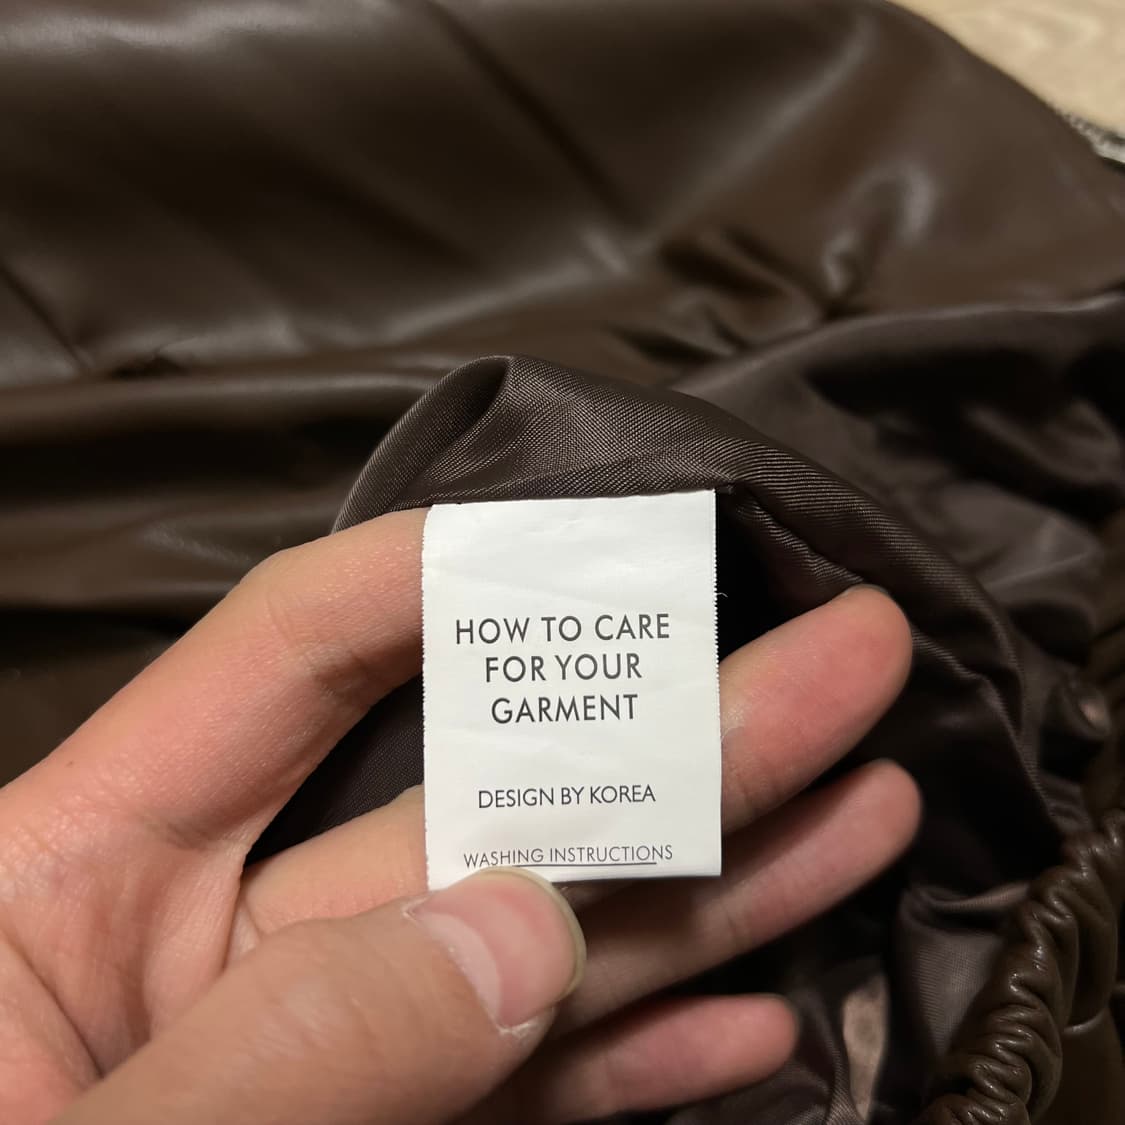 HOW TO CARE
FOR YOUR
GARMENT
DESIGN BY KOREA
WASHING INSTRUCTIONS